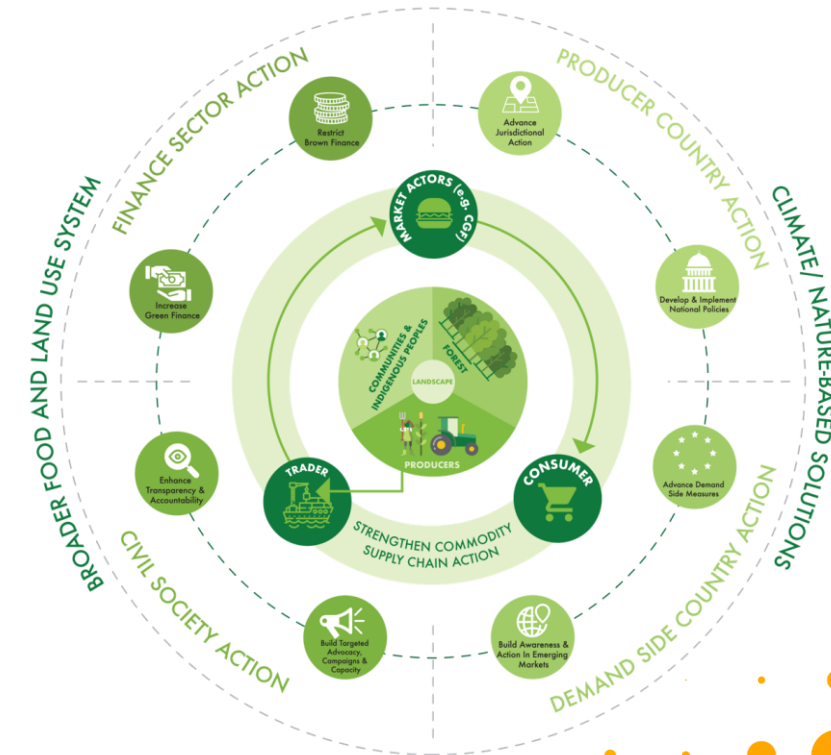 FINANCE SECTOR ACTION
PRODUCER COUNTRY ACTION
BROADER FOOD AND LAND USE SYSTEM
CLIMATE/ NATURE-BASED SOLUTIONS
Restrict
Brown Finance
Advance
Jurisdictional
Action
MARKET ACTORS (e.g. CGF)
Increase
Green Finance
Develop & Implement
National Policies
COMMUNITIES &
INDIGENOUS PEOPLES
FOREST
LANDSCAPE
PRODUCERS
TRADER
CONSUMER
Enhance
Transparency &
Accountability
Advance Demand
Side Measures
STRENGTHEN COMMODITY
SUPPLY CHAIN ACTION
CIVIL SOCIETY ACTION
DEMAND SIDE COUNTRY ACTION
Build Targeted
Advocacy,
Campaigns &
Capacity
Build Awareness &
Action In Emerging
Markets